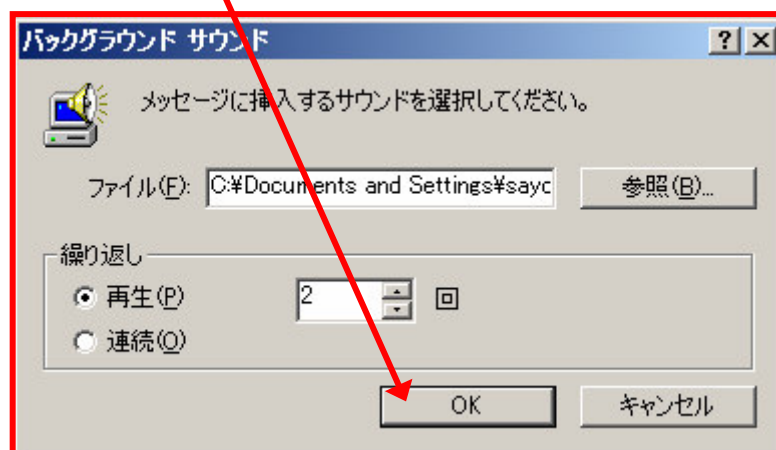 バックグラウンド サウンド
メッセージに挿入するサウンドを選択してください。
ファイル(F): C:¥Documents and Settings¥sayc 参照(B)...
繰り返し
再生(P) 2 回
連続(O)
OK キャンセル